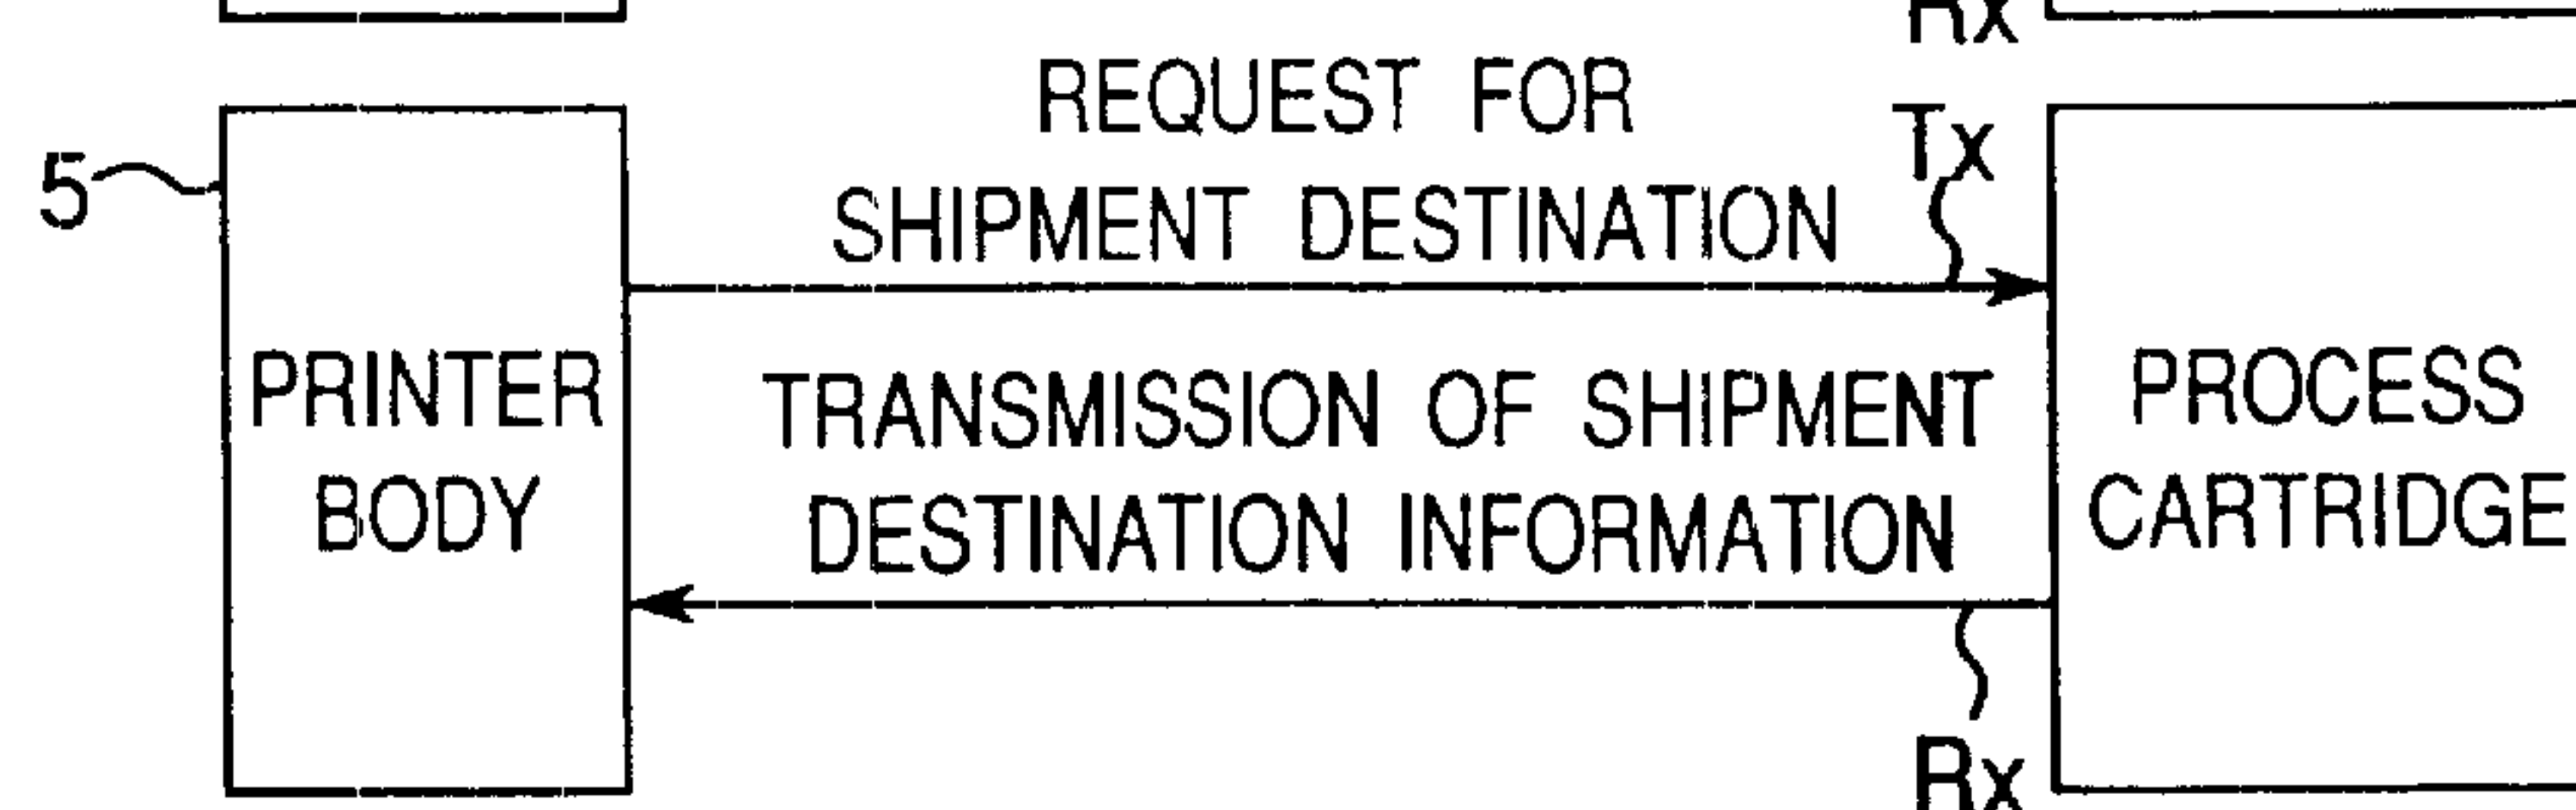 Rx
REQUEST FOR
SHIPMENT DESTINATION
Tx
5
PRINTER
BODY
TRANSMISSION OF SHIPMENT
DESTINATION INFORMATION
PROCESS
CARTRIDGE
Rx